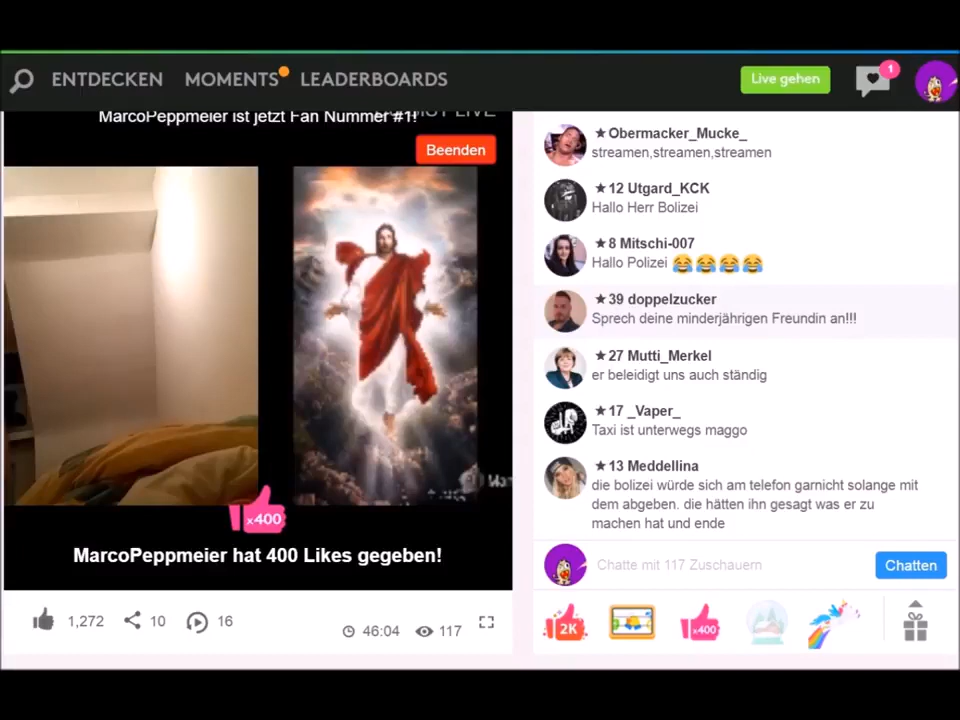 ENTDECKEN MOMENTS LEADERBOARDS Live gehen 1
MarcoPeppmeier ist jetzt Fan Nummer #1!
LIVE
Beenden
MarcoPeppmeier hat 400 Likes gegeben!
x400
1,272 10 16
46:04 117
★Obermacker_Mucke_
streamen,streamen,streamen
★12 Utgard_KCK
Hallo Herr Bolizei
★8 Mitschi-007
Hallo Polizei 😂😂😂😂
★39 doppelzucker
Sprech deine minderjährigen Freundin an!!!
★27 Mutti_Merkel
er beleidigt uns auch ständig
★17 _Vaper_
Taxi ist unterwegs maggo
★13 Meddellina
die bolizei würde sich am telefon garnicht solange mit
dem abgeben. die hätten ihn gesagt was er zu
machen hat und ende
Chatte mit 117 Zuschauern
Chatten
2K x400